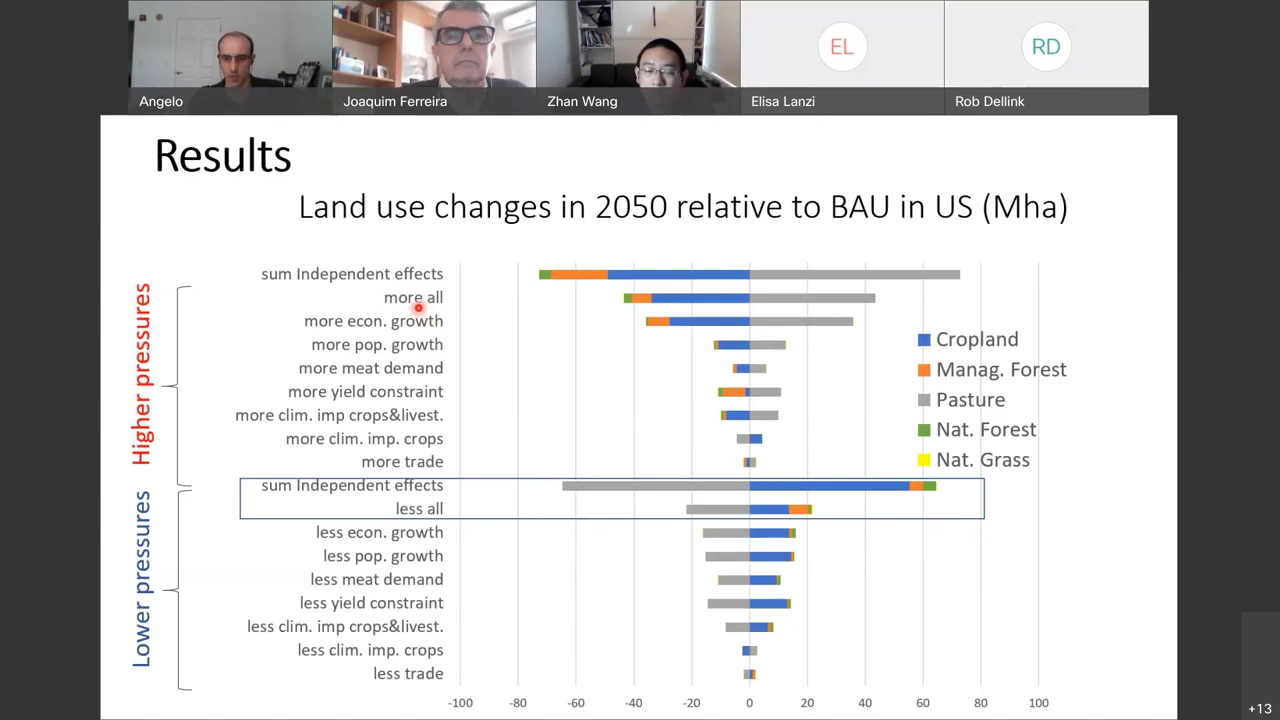 EL
RD
Angelo
Joaquim Ferreira
Zhan Wang
Elisa Lanzi
Rob Dellink
Results
Land use changes in 2050 relative to BAU in US (Mha)
Higher pressures
sum Independent effects
more all
more econ. growth
more pop. growth
more meat demand
more yield constraint
more clim. imp crops&livest.
more clim. imp. crops
more trade
Lower pressures
sum Independent effects
less all
less econ. growth
less pop. growth
less meat demand
less yield constraint
less clim. imp crops&livest.
less clim. imp. crops
less trade
Cropland
Manag. Forest
Pasture
Nat. Forest
Nat. Grass
-100 -80 -60 -40 -20 0 20 40 60 80 100
+13